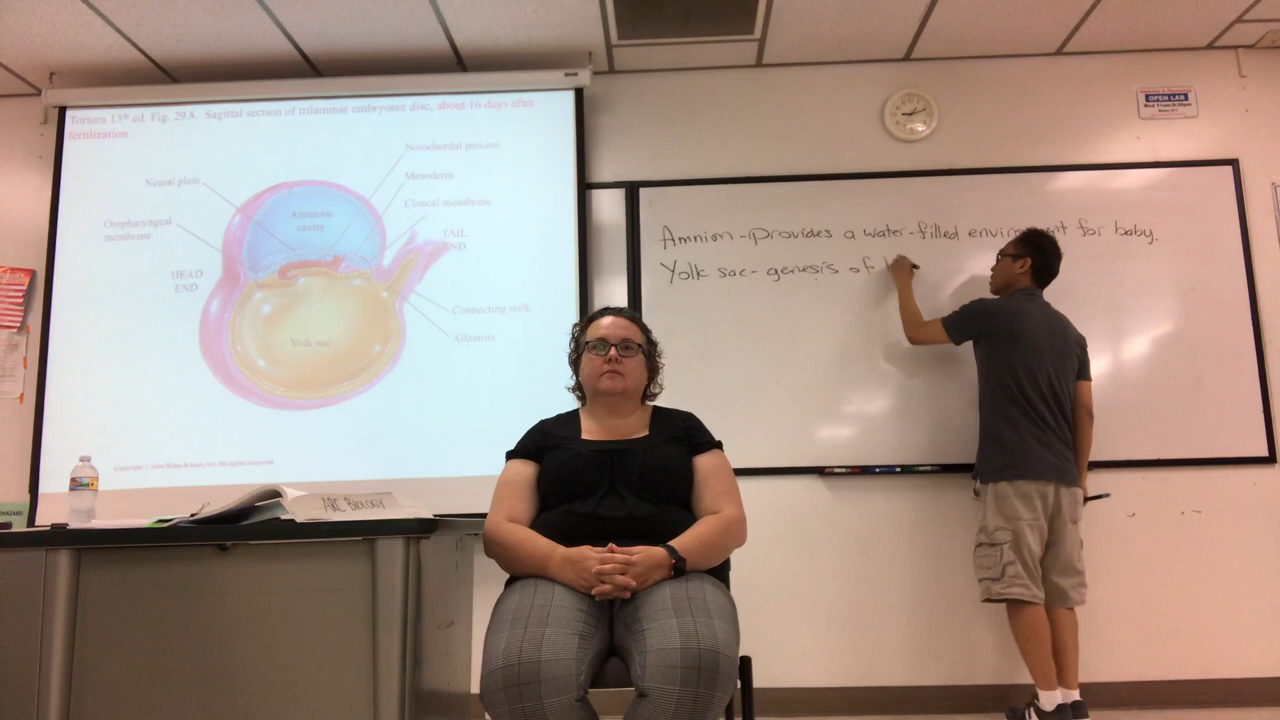 Tortora 13th ed. Fig. 29.8. Sagittal section of trilaminar embryonic disc, about 16 days after
fertilization
Notochordal process
Neural plate
Mesoderm
Cloacal membrane
Amniotic
cavity
Oropharyngeal
membrane
TAIL
END
HEAD
END
Connecting stalk
Yolk sac
Allantois
ARC BIOLOGY
Amnion - provides a water-filled environment for baby.
Yolk sac - genesis of
OPEN LAB